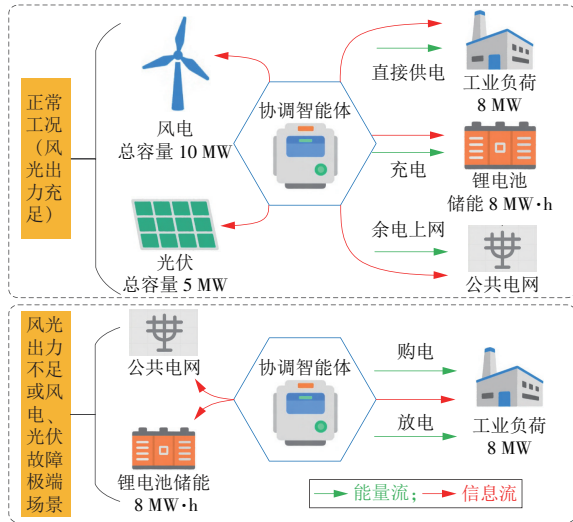 正常
工况
（风
光出
力充
足）
风电
总容量 10 MW
光伏
总容量 5 MW
协调智能体
直接供电
充电
余电上网
工业负荷
8 MW
锂电池
储能 8 MW·h
公共电网
风光
出力
不足
或风
电、
光伏
故障
极端
场景
公共电网
锂电池储能
8 MW·h
协调智能体
购电
放电
工业负荷
8 MW
能量流；
信息流